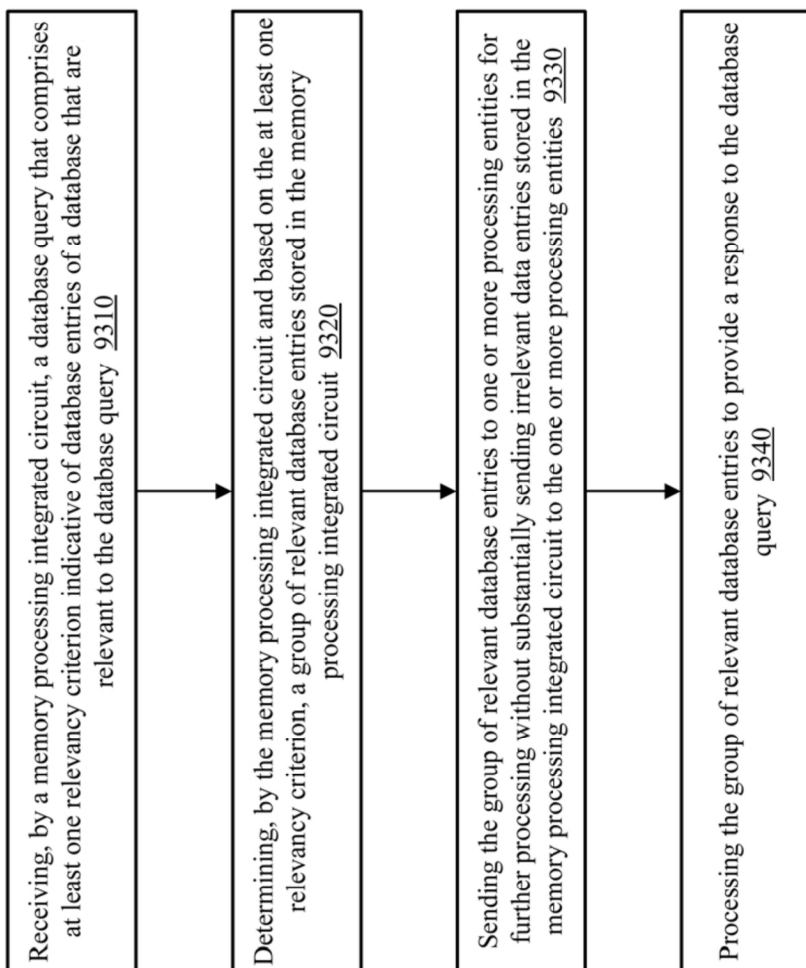 Receiving, by a memory processing integrated circuit, a database query that comprises
at least one relevancy criterion indicative of database entries of a database that are
relevant to the database query 9310
Determining, by the memory processing integrated circuit and based on the at least one
relevancy criterion, a group of relevant database entries stored in the memory
processing integrated circuit 9320
Sending the group of relevant database entries to one or more processing entities for
further processing without substantially sending irrelevant data entries stored in the
memory processing integrated circuit to the one or more processing entities 9330
Processing the group of relevant database entries to provide a response to the database
query 9340